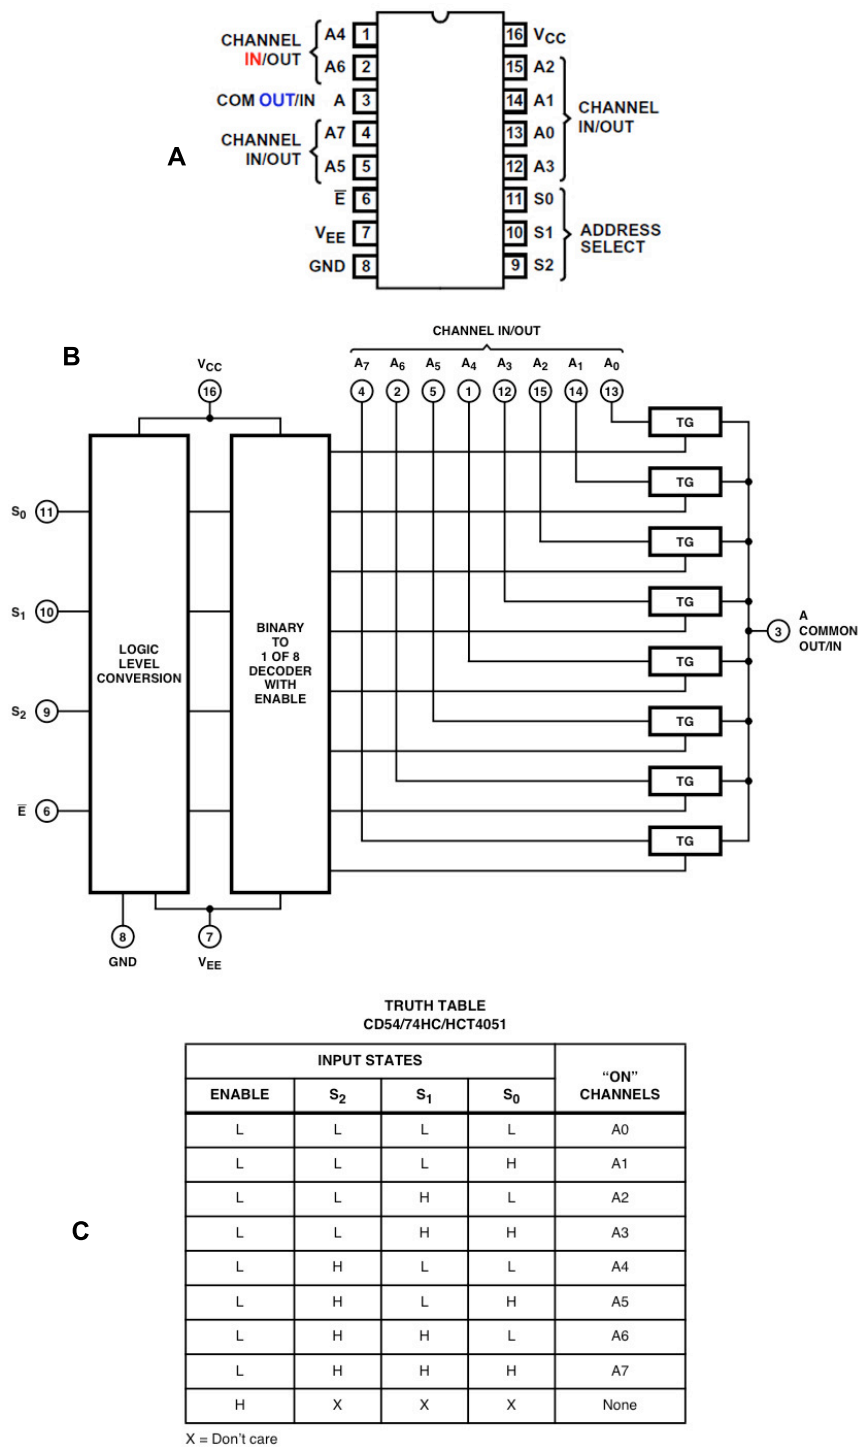 A
CHANNEL
IN/OUT
A4 1
A6 2
COM OUT/IN A 3
CHANNEL
IN/OUT
A7 4
A5 5
E 6
VEE 7
GND 8
16 VCC
15 A2
14 A1
13 A0
12 A3
CHANNEL
IN/OUT
11 S0
10 S1
9 S2
ADDRESS
SELECT
B
CHANNEL IN/OUT
VCC
16
A7 A6 A5 A4 A3 A2 A1 A0
4 2 5 1 12 15 14 13
TG
TG
TG
TG
TG
TG
TG
TG
S0 11
S1 10
S2 9
E 6
LOGIC
LEVEL
CONVERSION
BINARY
TO
1 OF 8
DECODER
WITH
ENABLE
3
A
COMMON
OUT/IN
8
GND
7
VEE
C
TRUTH TABLE
CD54/74HC/HCT4051
INPUT STATES
“ON”
CHANNELS
ENABLE S2 S1 S0
L L L L A0
L L L H A1
L L H L A2
L L H H A3
L H L L A4
L H L H A5
L H H L A6
L H H H A7
H X X X None
X = Don't care